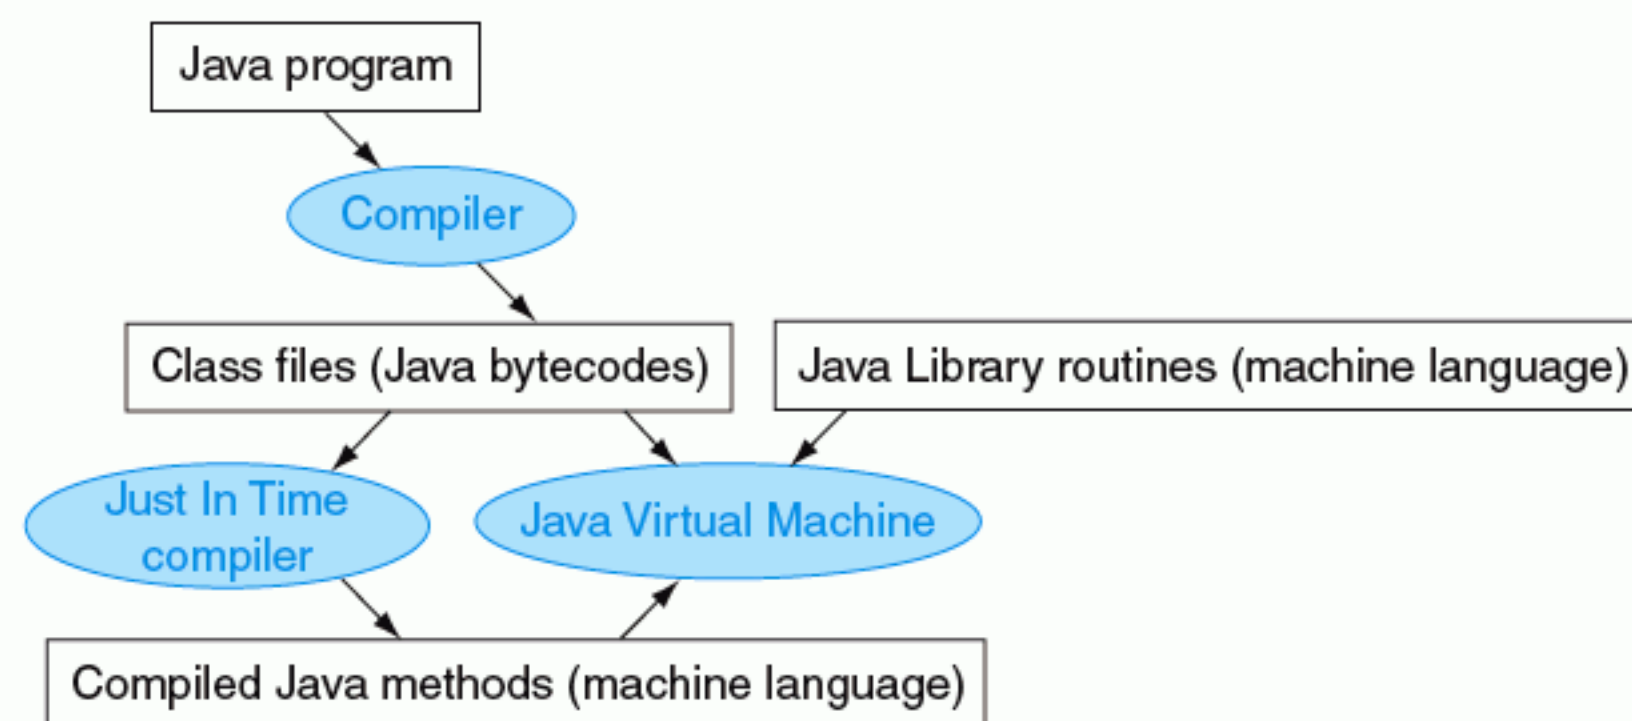 Java program
Compiler
Class files (Java bytecodes)
Java Library routines (machine language)
Just In Time
compiler
Java Virtual Machine
Compiled Java methods (machine language)